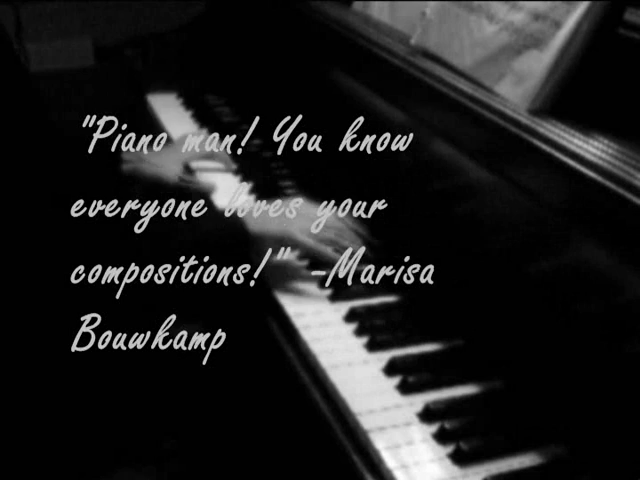 "Piano man! You know
everyone loves your
compositions!" -Marisa
Bouwkamp